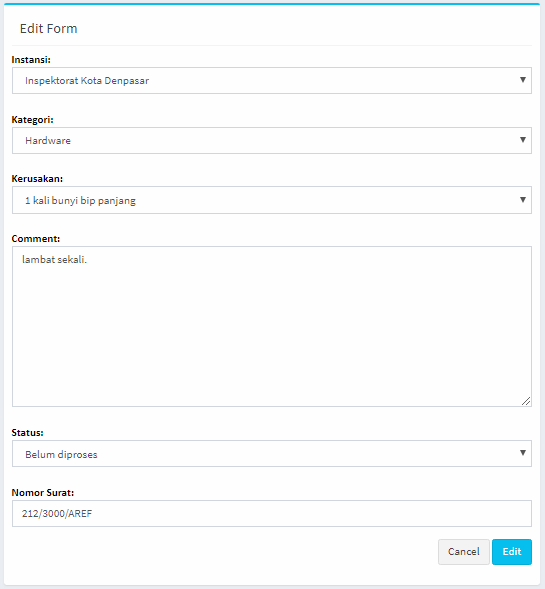 Edit Form
Instansi:
Inspektorat Kota Denpasar
Kategori:
Hardware
Kerusakan:
1 kali bunyi bip panjang
Comment:
lambat sekali.
Status:
Belum diproses
Nomor Surat:
212/3000/AREF
Cancel Edit